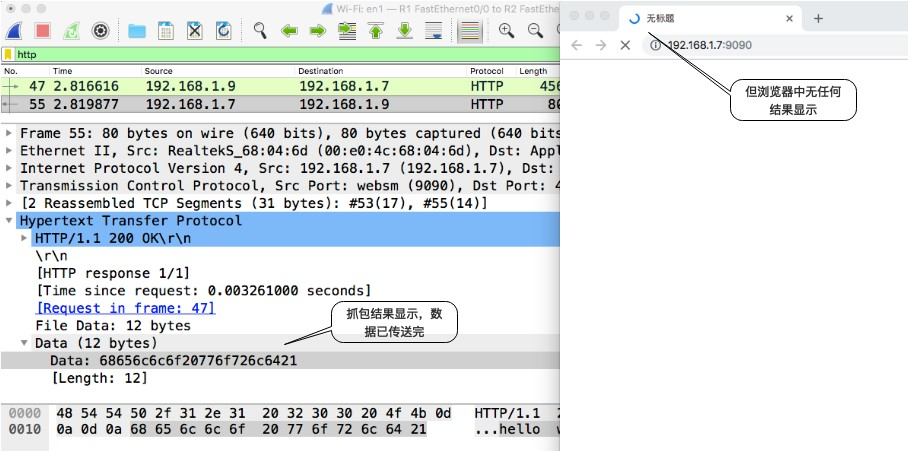 Wi-Fi: en1 — R1 FastEthernet0/0 to R2 FastEthe
http
No. Time Source Destination Protocol Length
47 2.816616 192.168.1.9 192.168.1.7 HTTP 456
55 2.819877 192.168.1.7 192.168.1.9 HTTP 80
Frame 55: 80 bytes on wire (640 bits), 80 bytes captured (640 bits
Ethernet II, Src: RealtekS_68:04:6d (00:e0:4c:68:04:6d), Dst: Appl
Internet Protocol Version 4, Src: 192.168.1.7 (192.168.1.7), Dst:
Transmission Control Protocol, Src Port: websm (9090), Dst Port: 4
[2 Reassembled TCP Segments (31 bytes): #53(17), #55(14)]
Hypertext Transfer Protocol
HTTP/1.1 200 OK\r\n
\r\n
[HTTP response 1/1]
[Time since request: 0.003261000 seconds]
[Request in frame: 47]
File Data: 12 bytes
Data (12 bytes)
Data: 68656c6c6f20776f726c6421
[Length: 12]
抓包结果显示，数
据已传送完
0000 48 54 54 50 2f 31 2e 31 20 32 30 30 20 4f 4b 0d HTTP/1.1 2
0010 0a 0d 0a 68 65 6c 6c 6f 20 77 6f 72 6c 64 21 ...hello w
无标题
192.168.1.7:9090
但浏览器中无任何
结果显示